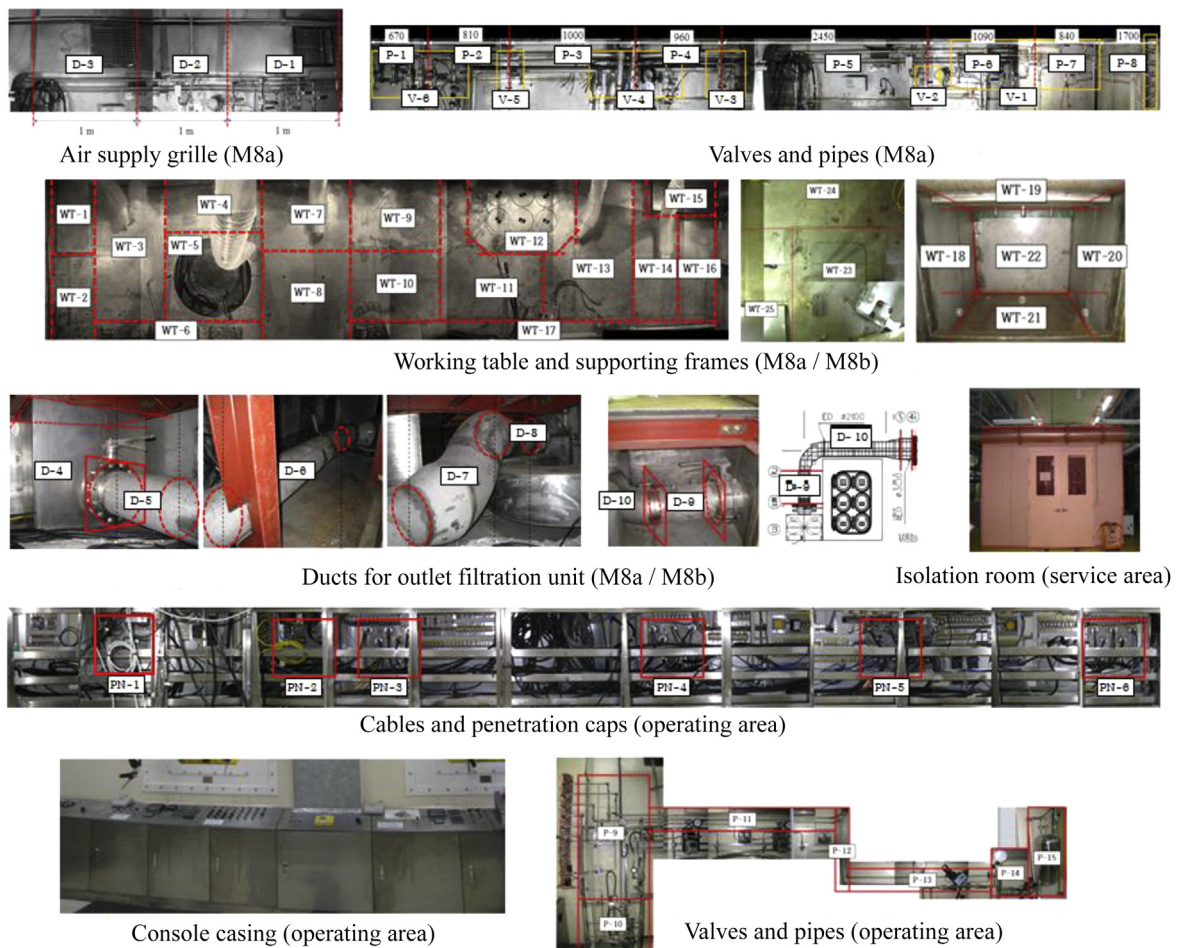 D-3 D-2 D-1
1 m 1 m 1 m
Air supply grille (M8a)
670 810 1000 960 2450 1090 840 1700
P-1 P-2 P-3 P-4 P-5 P-6 P-7 P-8
V-6 V-5 V-4 V-3 V-2 V-1
Valves and pipes (M8a)
WT-1 WT-4 WT-7 WT-9 WT-15
WT-3 WT-5 WT-12
WT-2 WT-8 WT-10 WT-11 WT-13 WT-14 WT-16
WT-6 WT-17
WT-24
WT-23
WT-25
WT-19
WT-18 WT-22 WT-20
WT-21
Working table and supporting frames (M8a / M8b)
D-4
D-5
D-6
D-8
D-7
D-10 D-9
D-10
D-9
M8b
Ducts for outlet filtration unit (M8a / M8b)
Isolation room (service area)
PN-1 PN-2 PN-3 PN-4 PN-5 PN-6
Cables and penetration caps (operating area)
Console casing (operating area)
P-9 P-11
P-12
P-13 P-14 P-15
P-10
Valves and pipes (operating area)